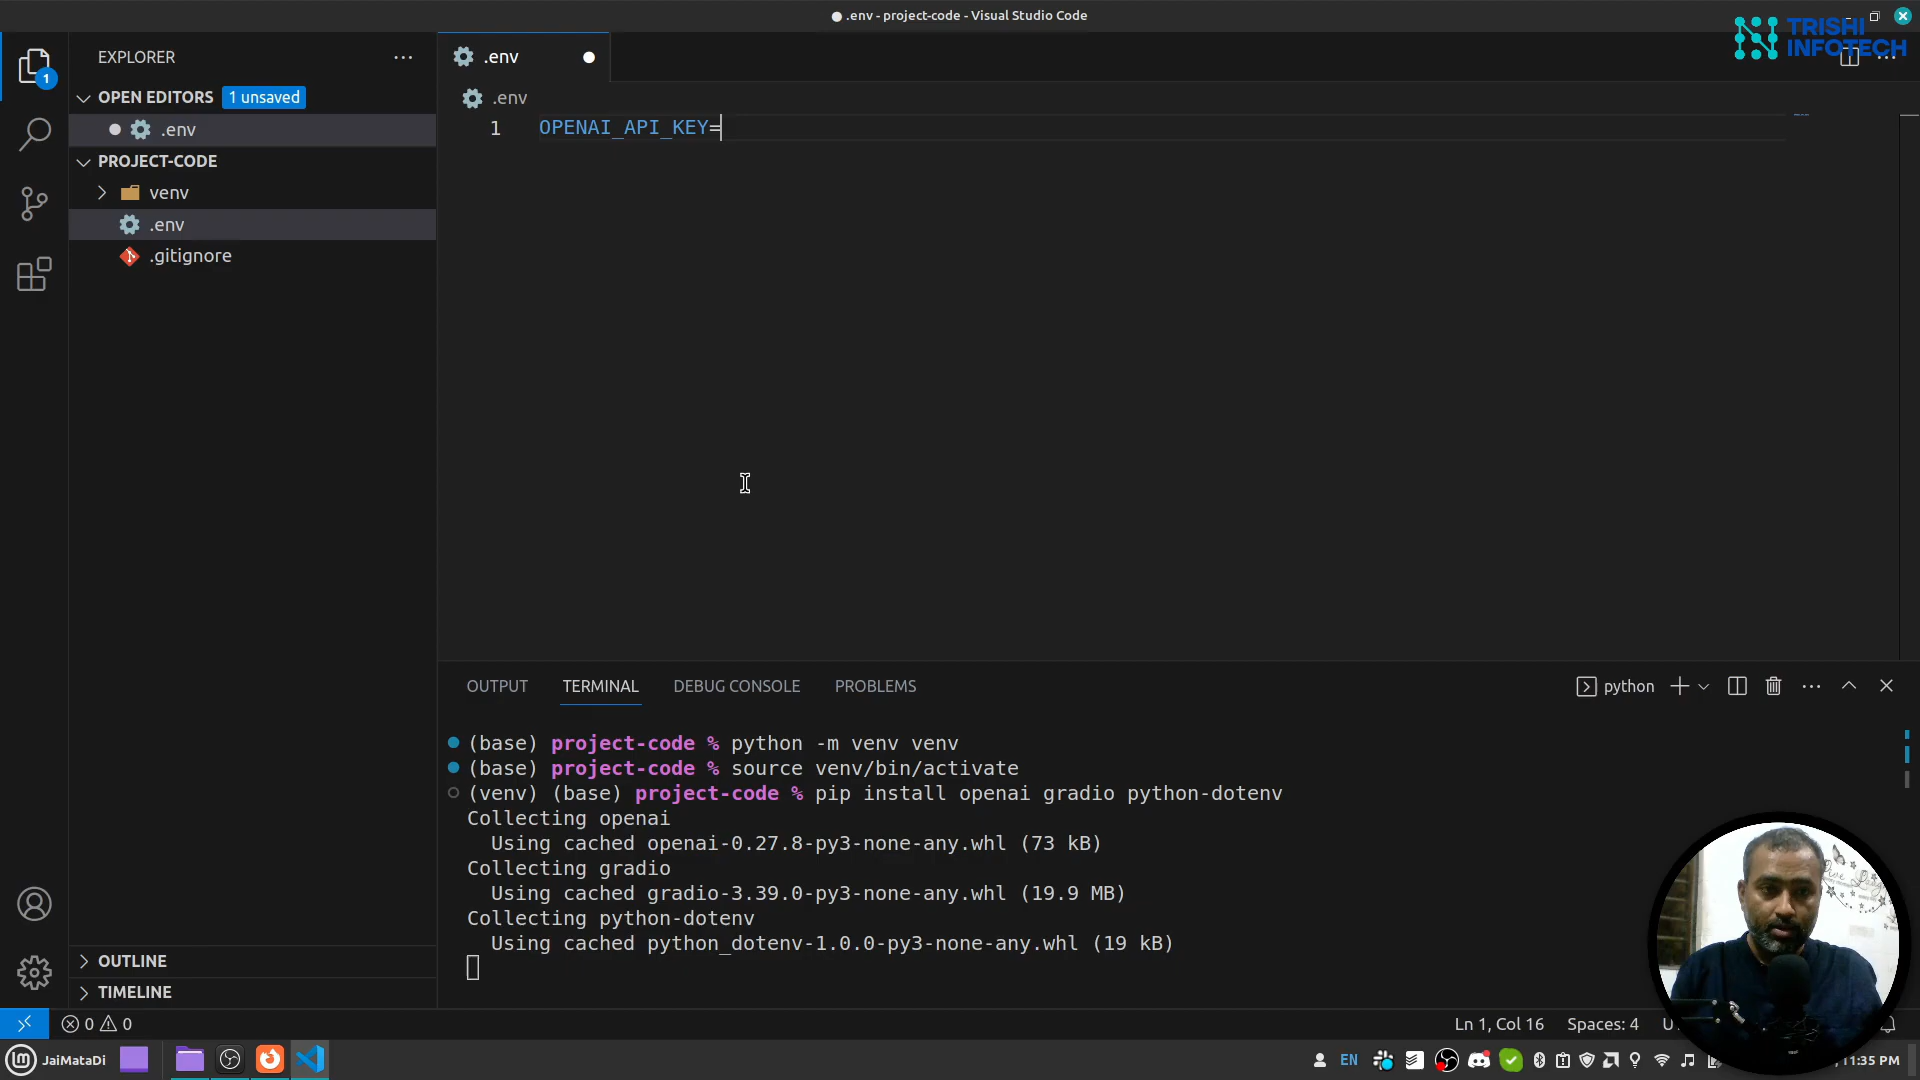 .env - project-code - Visual Studio Code
TRISHI
INFOTECH
EXPLORER
.env
OPEN EDITORS 1 unsaved
.env
.env
1 OPENAI_API_KEY=
PROJECT-CODE
venv
.env
.gitignore
1
OUTPUT TERMINAL DEBUG CONSOLE PROBLEMS
python
(base) project-code % python -m venv venv
(base) project-code % source venv/bin/activate
(venv) (base) project-code % pip install openai gradio python-dotenv
Collecting openai
Using cached openai-0.27.8-py3-none-any.whl (73 kB)
Collecting gradio
Using cached gradio-3.39.0-py3-none-any.whl (19.9 MB)
Collecting python-dotenv
Using cached python_dotenv-1.0.0-py3-none-any.whl (19 kB)
OUTLINE
TIMELINE
0 0
Ln 1, Col 16 Spaces: 4
JaiMataDi
EN
11:35 PM